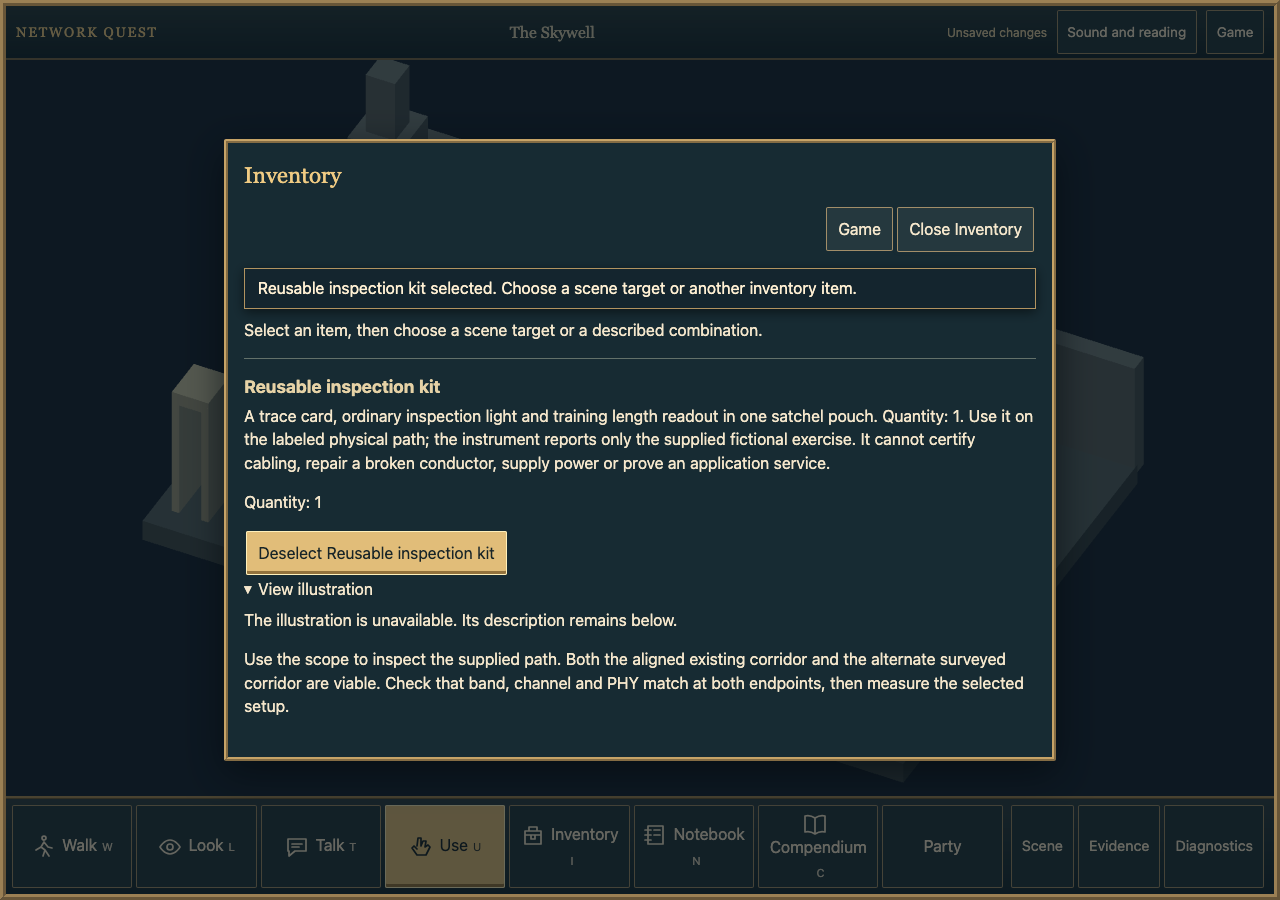 NETWORK QUEST
The Skywell
Unsaved changes
Sound and reading
Game
Inventory
Game
Close Inventory
Reusable inspection kit selected. Choose a scene target or another inventory item.
Select an item, then choose a scene target or a described combination.
Reusable inspection kit
A trace card, ordinary inspection light and training length readout in one satchel pouch. Quantity: 1. Use it on
the labeled physical path; the instrument reports only the supplied fictional exercise. It cannot certify
cabling, repair a broken conductor, supply power or prove an application service.
Quantity: 1
Deselect Reusable inspection kit
▾ View illustration
The illustration is unavailable. Its description remains below.
Use the scope to inspect the supplied path. Both the aligned existing corridor and the alternate surveyed
corridor are viable. Check that band, channel and PHY match at both endpoints, then measure the selected
setup.
Walk W
Look L
Talk T
Use U
Inventory
I
Notebook
N
Compendium
C
Party
Scene
Evidence
Diagnostics